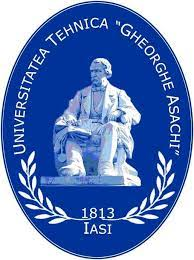 UNIVERSITATEA TEHNICA "GHEORGHE ASACHI"
1813
IASI